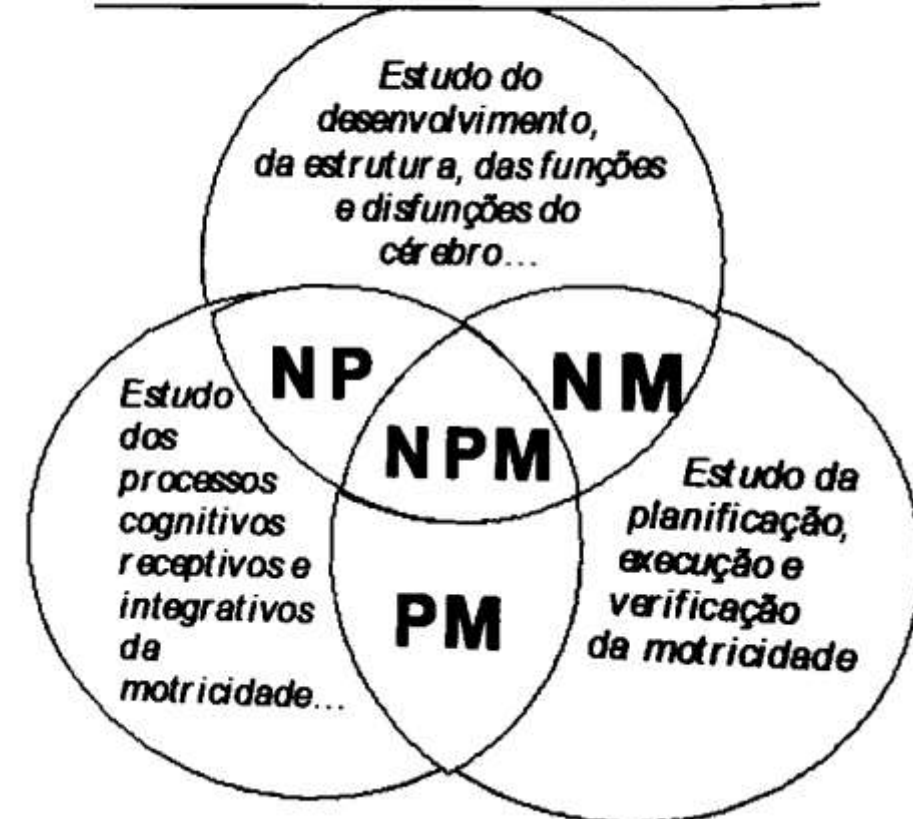 Estudo do
desenvolvimento,
da estrutura, das funções
e disfunções do
cérebro...
NP
NM
NPM
Estudo
dos
processos
cognitivos
receptivos e
integrativos
da
motricidade...
Estudo da
planificação,
execução e
verificação
da motricidade
PM